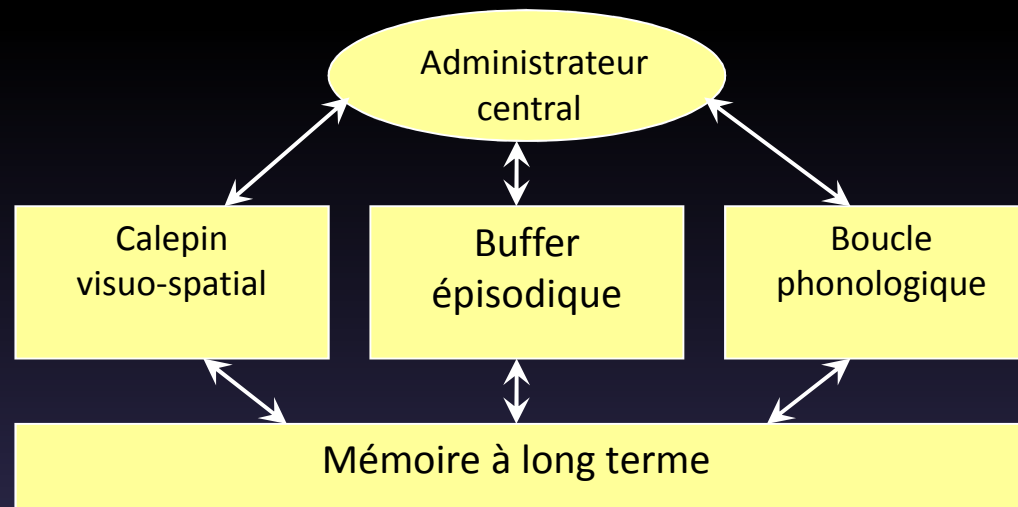 Administrateur
central
Calepin
visuo-spatial
Buffer
épisodique
Boucle
phonologique
Mémoire à long terme